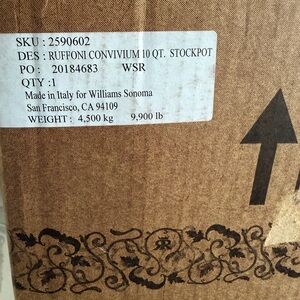 SKU : 2590602
DES : RUFFONI CONVIVIUM 10 QT. STOCKPOT
PO : 20184683 WSR
QTY :1
Made in Italy for Williams Sonoma
San Francisco, CA 94109
WEIGHT : 4,500 kg 9,900 lb